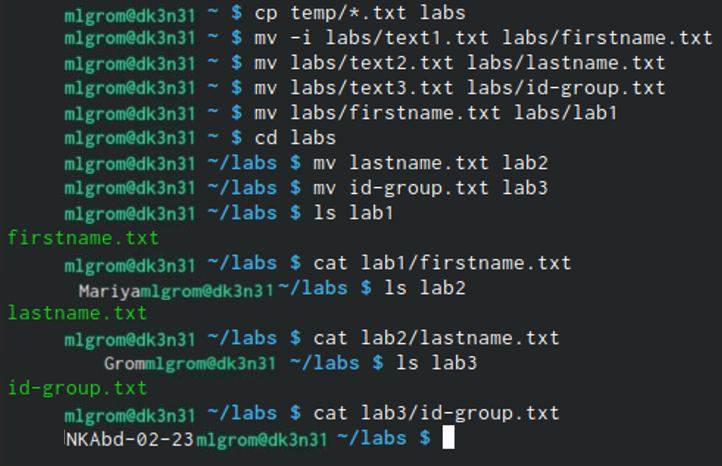 mlgrom@dk3n31 ~ $ cp temp/*.txt labs
mlgrom@dk3n31 ~ $ mv -i labs/text1.txt labs/firstname.txt
mlgrom@dk3n31 ~ $ mv labs/text2.txt labs/lastname.txt
mlgrom@dk3n31 ~ $ mv labs/text3.txt labs/id-group.txt
mlgrom@dk3n31 ~ $ mv labs/firstname.txt labs/lab1
mlgrom@dk3n31 ~ $ cd labs
mlgrom@dk3n31 ~/labs $ mv lastname.txt lab2
mlgrom@dk3n31 ~/labs $ mv id-group.txt lab3
mlgrom@dk3n31 ~/labs $ ls lab1
firstname.txt
mlgrom@dk3n31 ~/labs $ cat lab1/firstname.txt
Mariyamlgrom@dk3n31 ~/labs $ ls lab2
lastname.txt
mlgrom@dk3n31 ~/labs $ cat lab2/lastname.txt
Grommlgrom@dk3n31 ~/labs $ ls lab3
id-group.txt
mlgrom@dk3n31 ~/labs $ cat lab3/id-group.txt
NKAbd-02-23mlgrom@dk3n31 ~/labs $